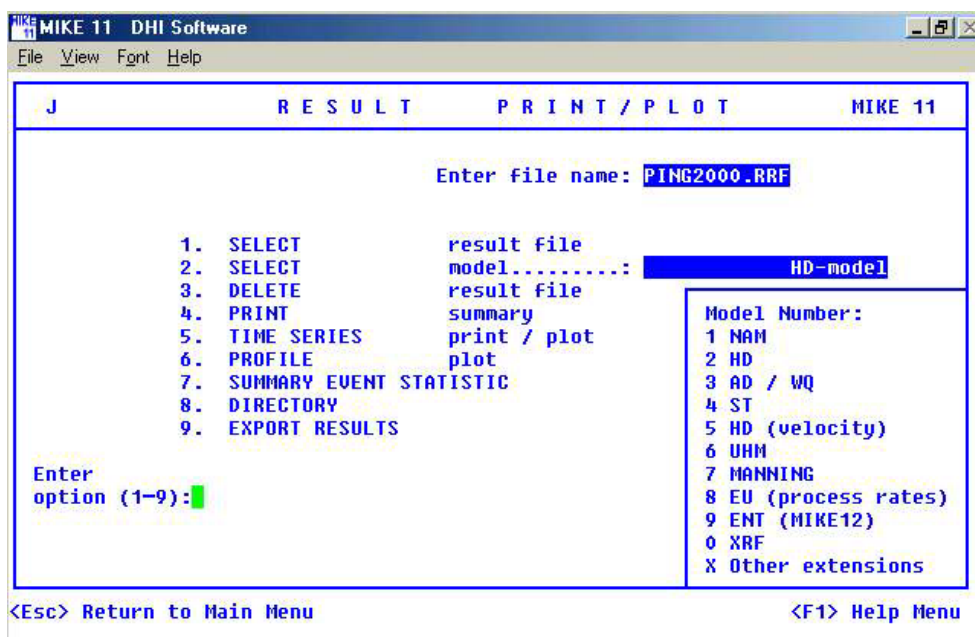 MIKE 11 MIKE 11 DHI Software
File View Font Help
J RESULT PRINT/PLOT MIKE 11
Enter file name: PING2000.RRF
1. SELECT result file
2. SELECT model.........: HD-model
3. DELETE result file
4. PRINT summary
5. TIME SERIES print / plot
6. PROFILE plot
7. SUMMARY EVENT STATISTIC
8. DIRECTORY
9. EXPORT RESULTS
Enter
option (1-9):
Model Number:
1 NAM
2 HD
3 AD / WQ
4 ST
5 HD (velocity)
6 UHM
7 MANNING
8 EU (process rates)
9 ENT (MIKE12)
0 XRF
X Other extensions
<Esc> Return to Main Menu <F1> Help Menu